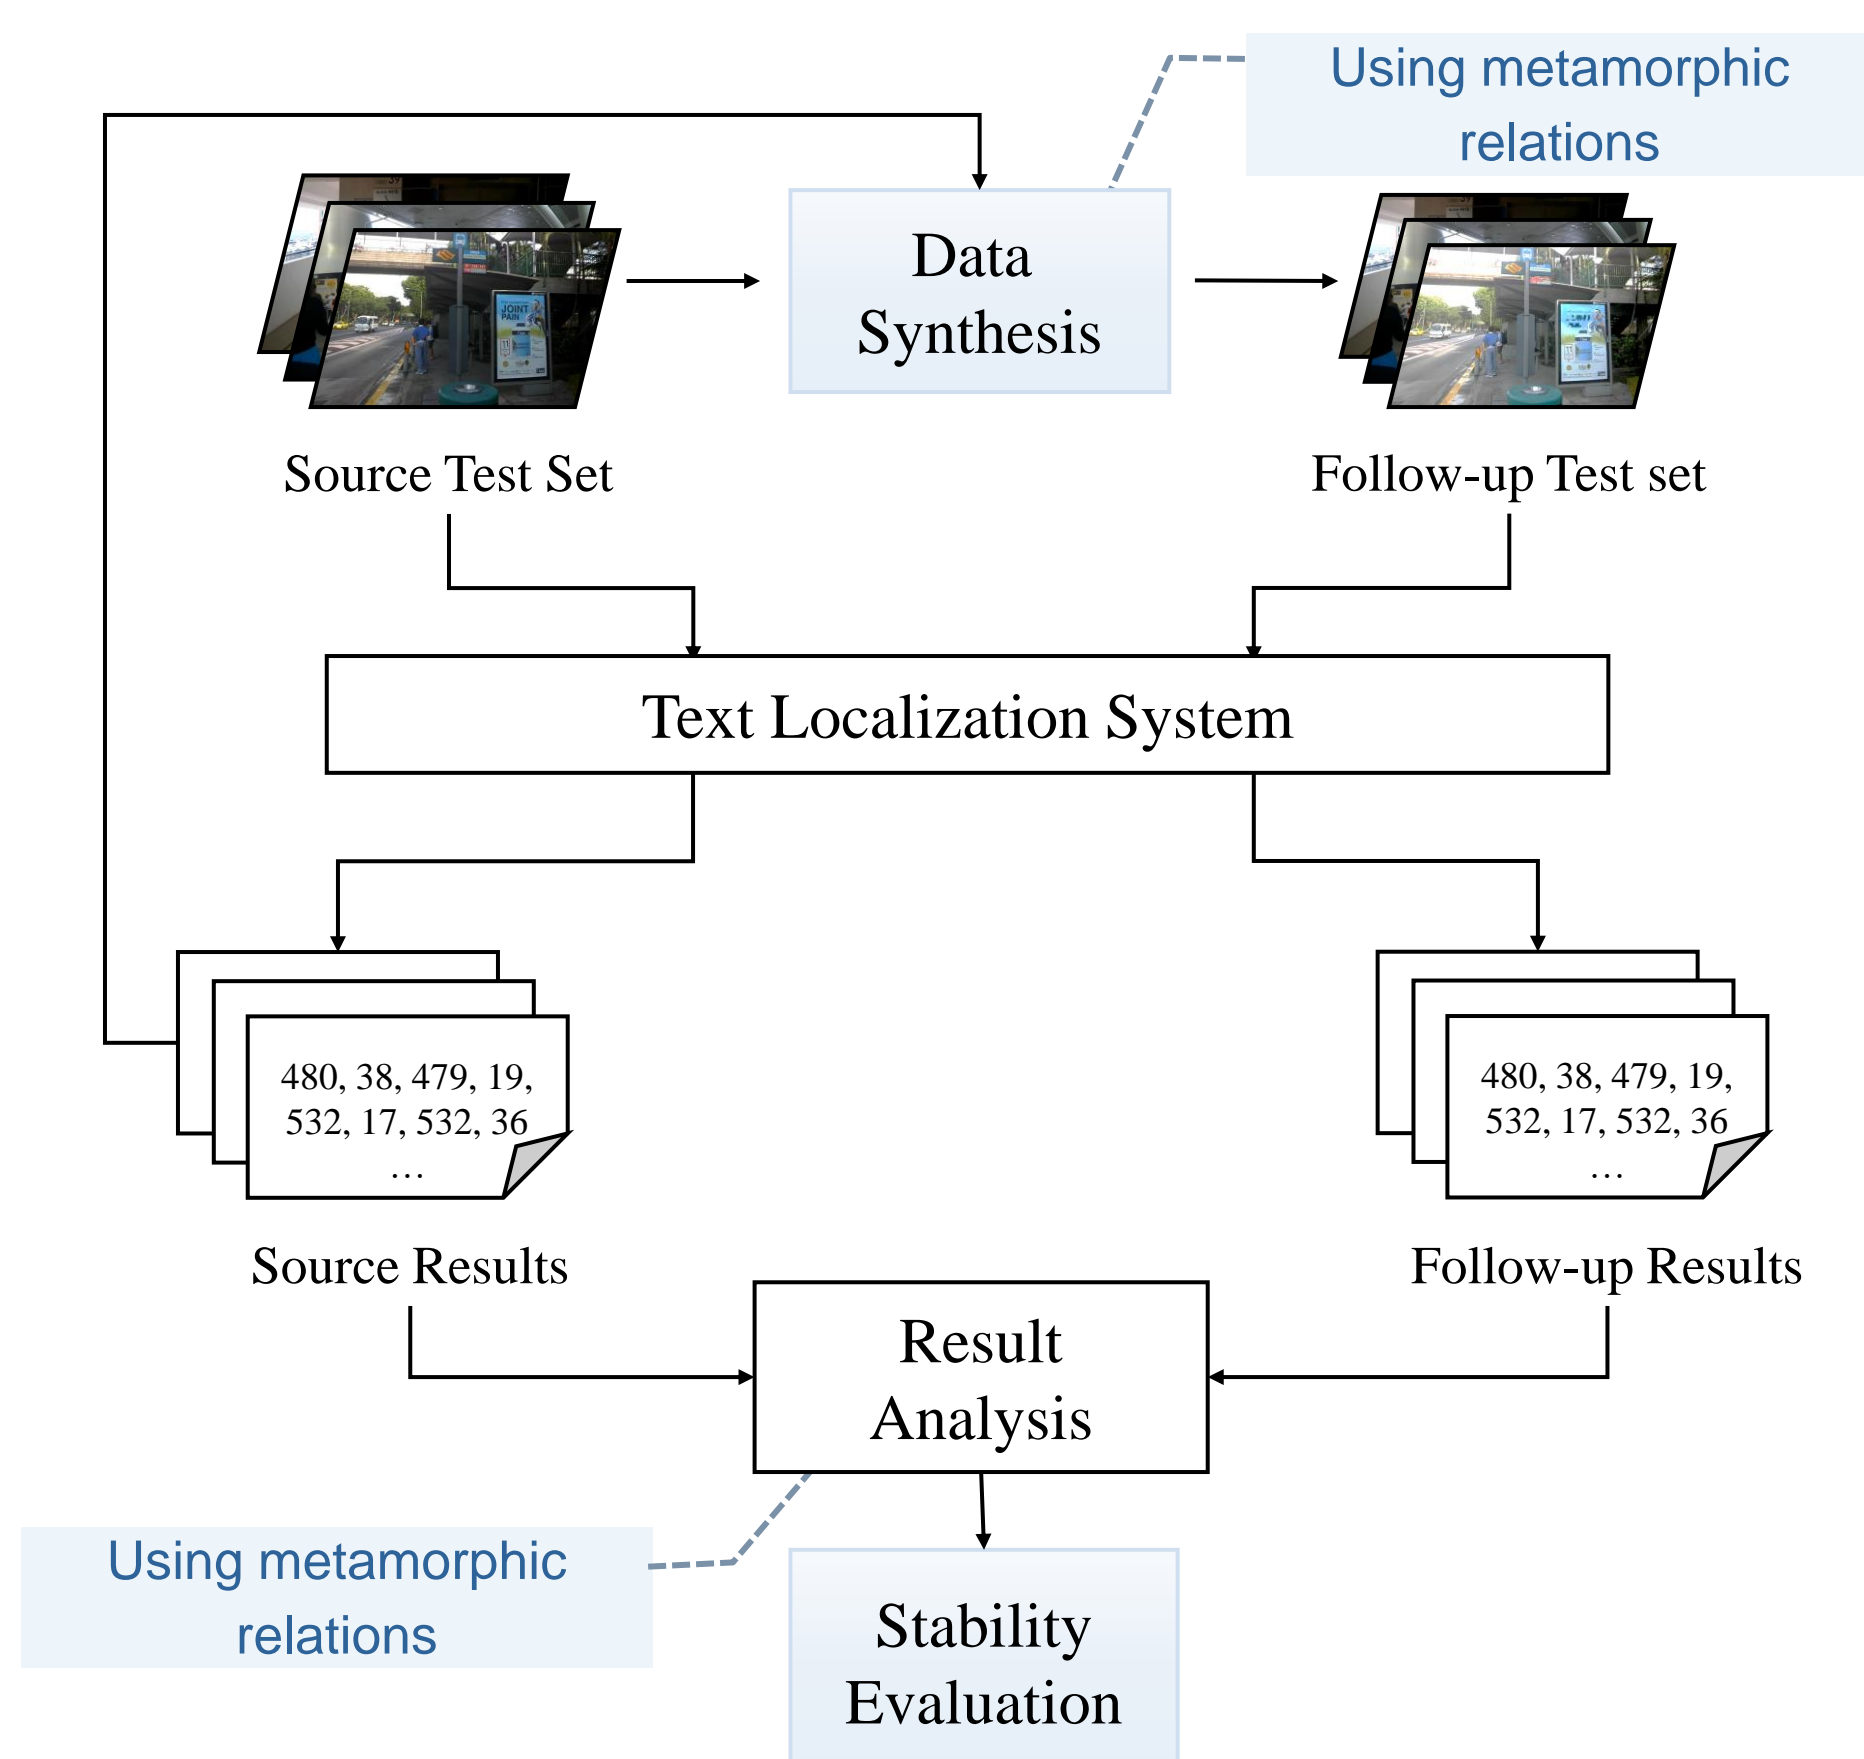 Using metamorphic
relations
Data
Synthesis
JOINT
PAIN
Source Test Set
Follow-up Test set
Text Localization System
480, 38, 479, 19,
532, 17, 532, 36
…
480, 38, 479, 19,
532, 17, 532, 36
…
Source Results
Follow-up Results
Result
Analysis
Using metamorphic
relations
Stability
Evaluation